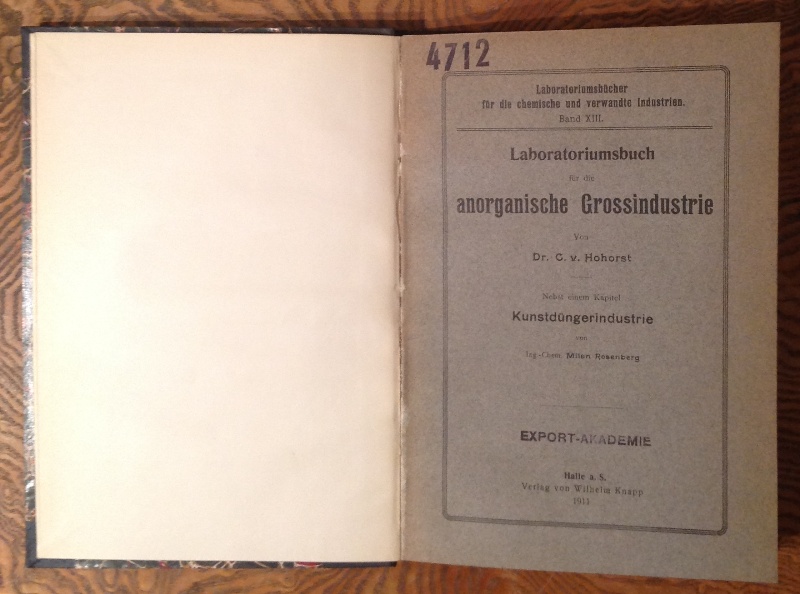 4712
Laboratoriumsbücher
für die chemische und verwandte Industrien.
Band XIII.
Laboratoriumsbuch
für die
anorganische Grossindustrie
Von
Dr. C. v. Hohorst
Nebst einem Kapitel
Kunstdüngerindustrie
von
Ing.-Chem. Milan Rosenberg
EXPORT-AKADEMIE
Halle a. S.
Verlag von Wilhelm Knapp
1911